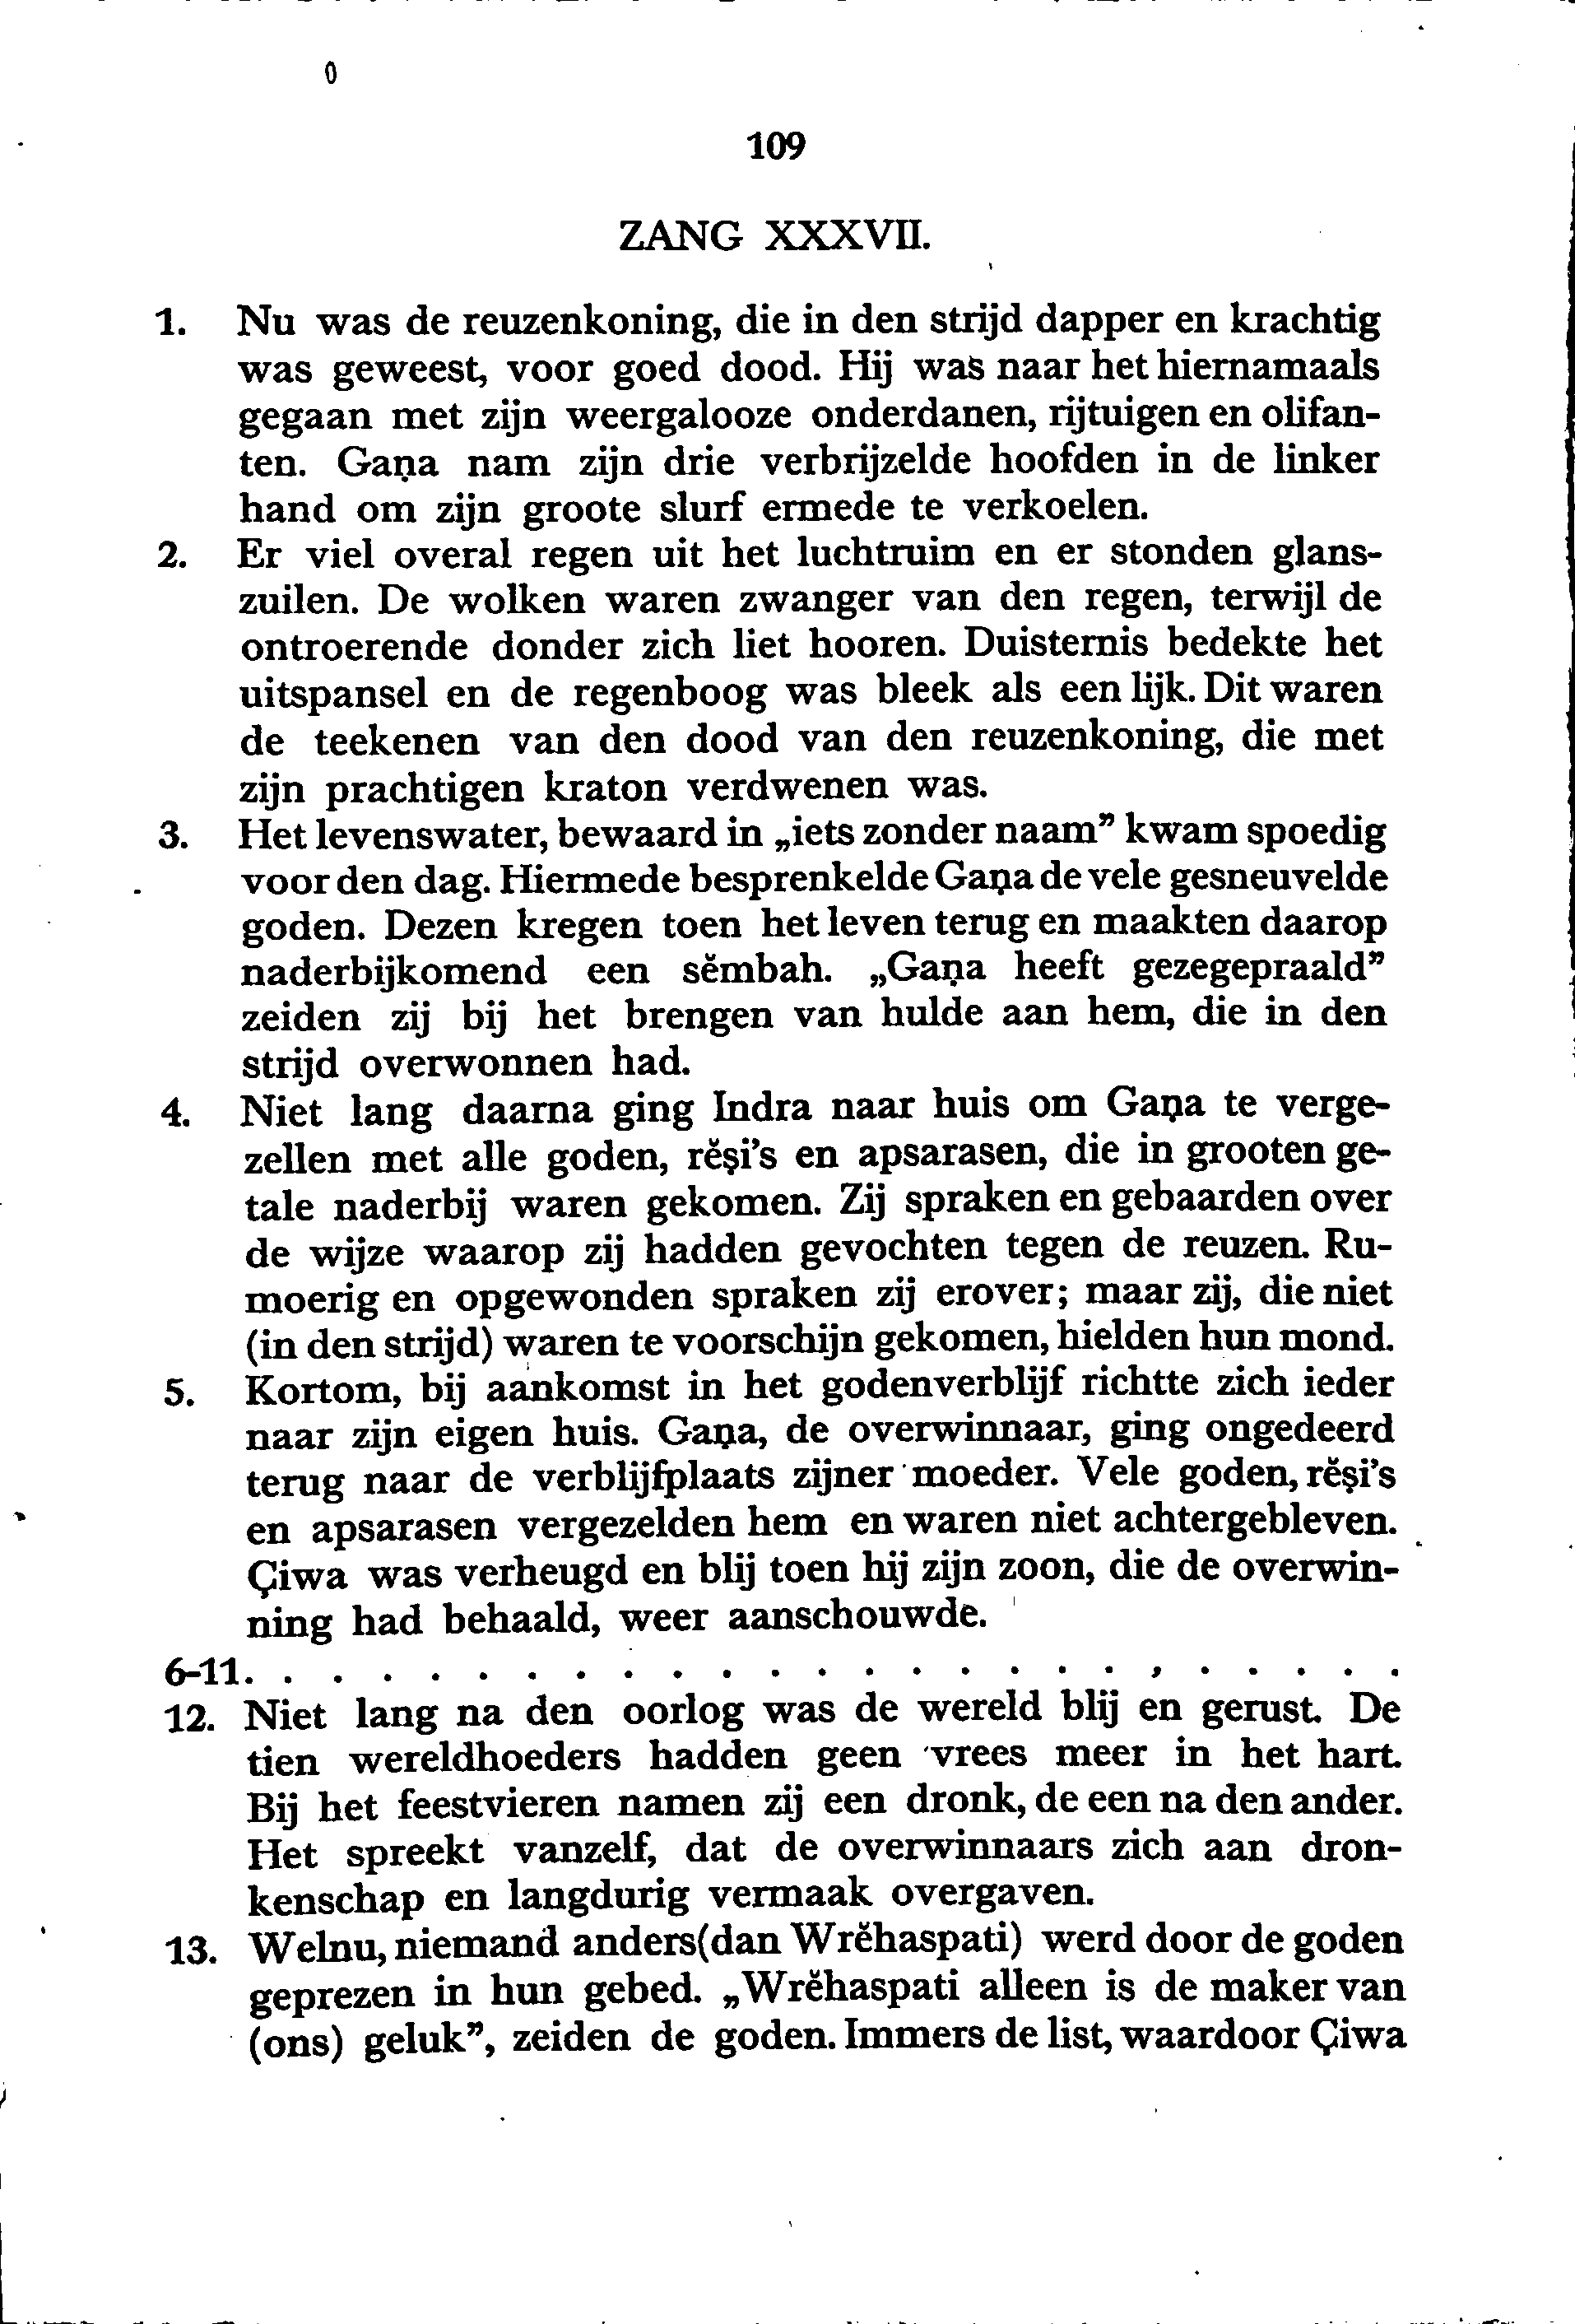 109
ZANG XXXVII.
1. Nu was de reuzenkoning, die in den strijd dapper en krachtig
was geweest, voor goed dood. Hij was naar het hiernamaals
gegaan met zijn weergalooze onderdanen, rijtuigen en olifan-
ten. Gaṇa nam zijn drie verbrijzelde hoofden in de linker
hand om zijn groote slurf ermede te verkoelen.
2. Er viel overal regen uit het luchtruim en er stonden glans-
zuilen. De wolken waren zwanger van den regen, terwijl de
ontroerende donder zich liet hooren. Duisternis bedekte het
uitspansel en de regenboog was bleek als een lijk. Dit waren
de teekenen van den dood van den reuzenkoning, die met
zijn prachtigen kraton verdwenen was.
3. Het levenswater, bewaard in „iets zonder naam” kwam spoedig
voor den dag. Hiermede besprenkelde Gaṇa de vele gesneuvelde
goden. Dezen kregen toen het leven terug en maakten daarop
naderbijkomend een sĕmbah. „Gaṇa heeft gezegepraald”
zeiden zij bij het brengen van hulde aan hem, die in den
strijd overwonnen had.
4. Niet lang daarna ging Indra naar huis om Gaṇa te verge-
zellen met alle goden, rĕṣi’s en apsarasen, die in grooten ge-
tale naderbij waren gekomen. Zij spraken en gebaarden over
de wijze waarop zij hadden gevochten tegen de reuzen. Ru-
moerig en opgewonden spraken zij erover; maar zij, die niet
(in den strijd) waren te voorschijn gekomen, hielden hun mond.
5. Kortom, bij aankomst in het godenverblijf richtte zich ieder
naar zijn eigen huis. Gaṇa, de overwinnaar, ging ongedeerd
terug naar de verblijfplaats zijner moeder. Vele goden, rĕṣi’s
en apsarasen vergezelden hem en waren niet achtergebleven.
Çiwa was verheugd en blij toen hij zijn zoon, die de overwin-
ning had behaald, weer aanschouwde.
6-11. . . . . . . . . . . . . . . . . . . . . . . . .
12. Niet lang na den oorlog was de wereld blij en gerust. De
tien wereldhoeders hadden geen vrees meer in het hart.
Bij het feestvieren namen zij een dronk, de een na den ander.
Het spreekt vanzelf, dat de overwinnaars zich aan dron-
kenschap en langdurig vermaak overgaven.
13. Welnu, niemand anders (dan Wrĕhaspati) werd door de goden
geprezen in hun gebed. „Wrĕhaspati alleen is de maker van
(ons) geluk”, zeiden de goden. Immers de list, waardoor Çiwa